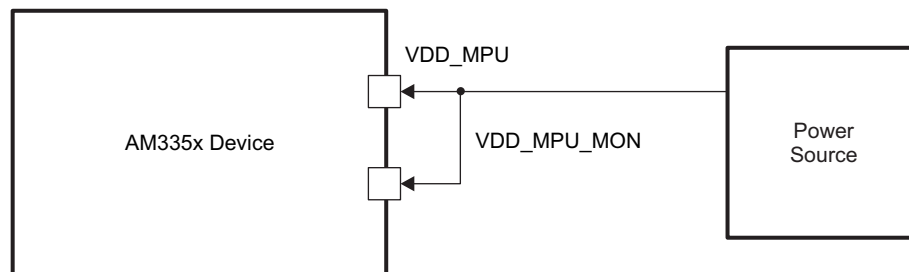 VDD_MPU
AM335x Device
VDD_MPU_MON
Power
Source